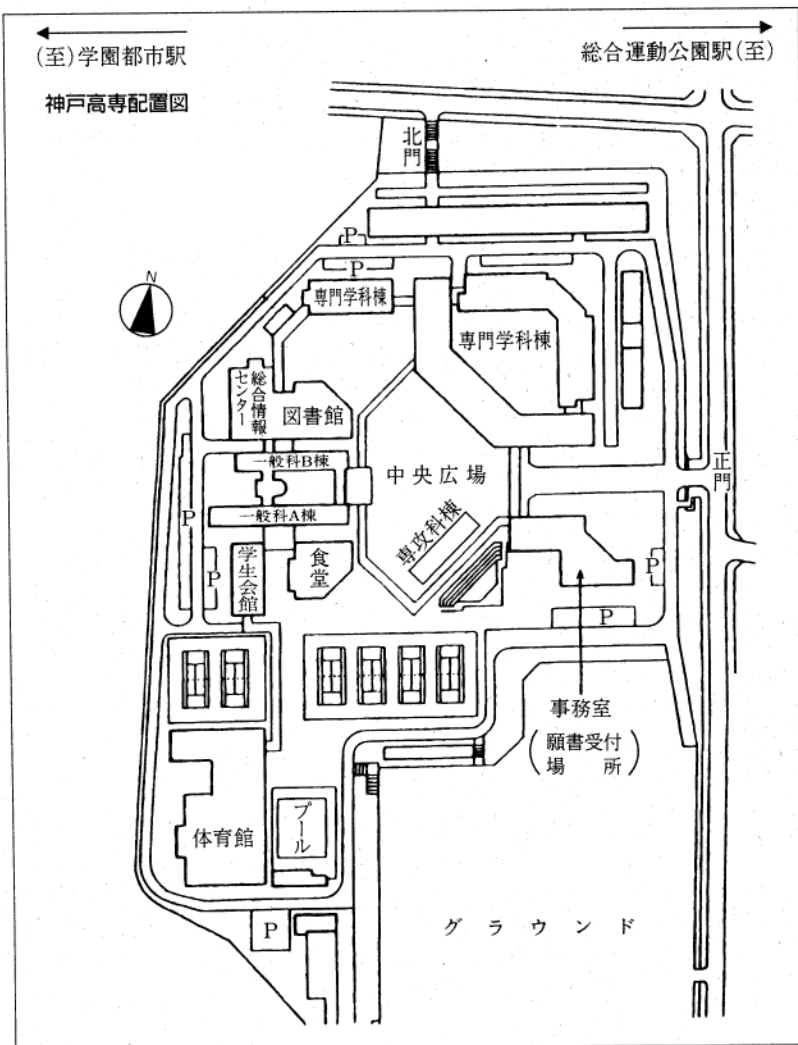 (至)学園都市駅
総合運動公園駅(至)
神戸高専配置図
北門
N
P
P
専門学科棟
専門学科棟
総合情報
センター
図書館
一般科B棟
中央広場
正門
P
一般科A棟
専攻科棟
学生会館
食堂
P
P
P
事務室
(願書受付
場所)
体育館
プール
P
グラウンド